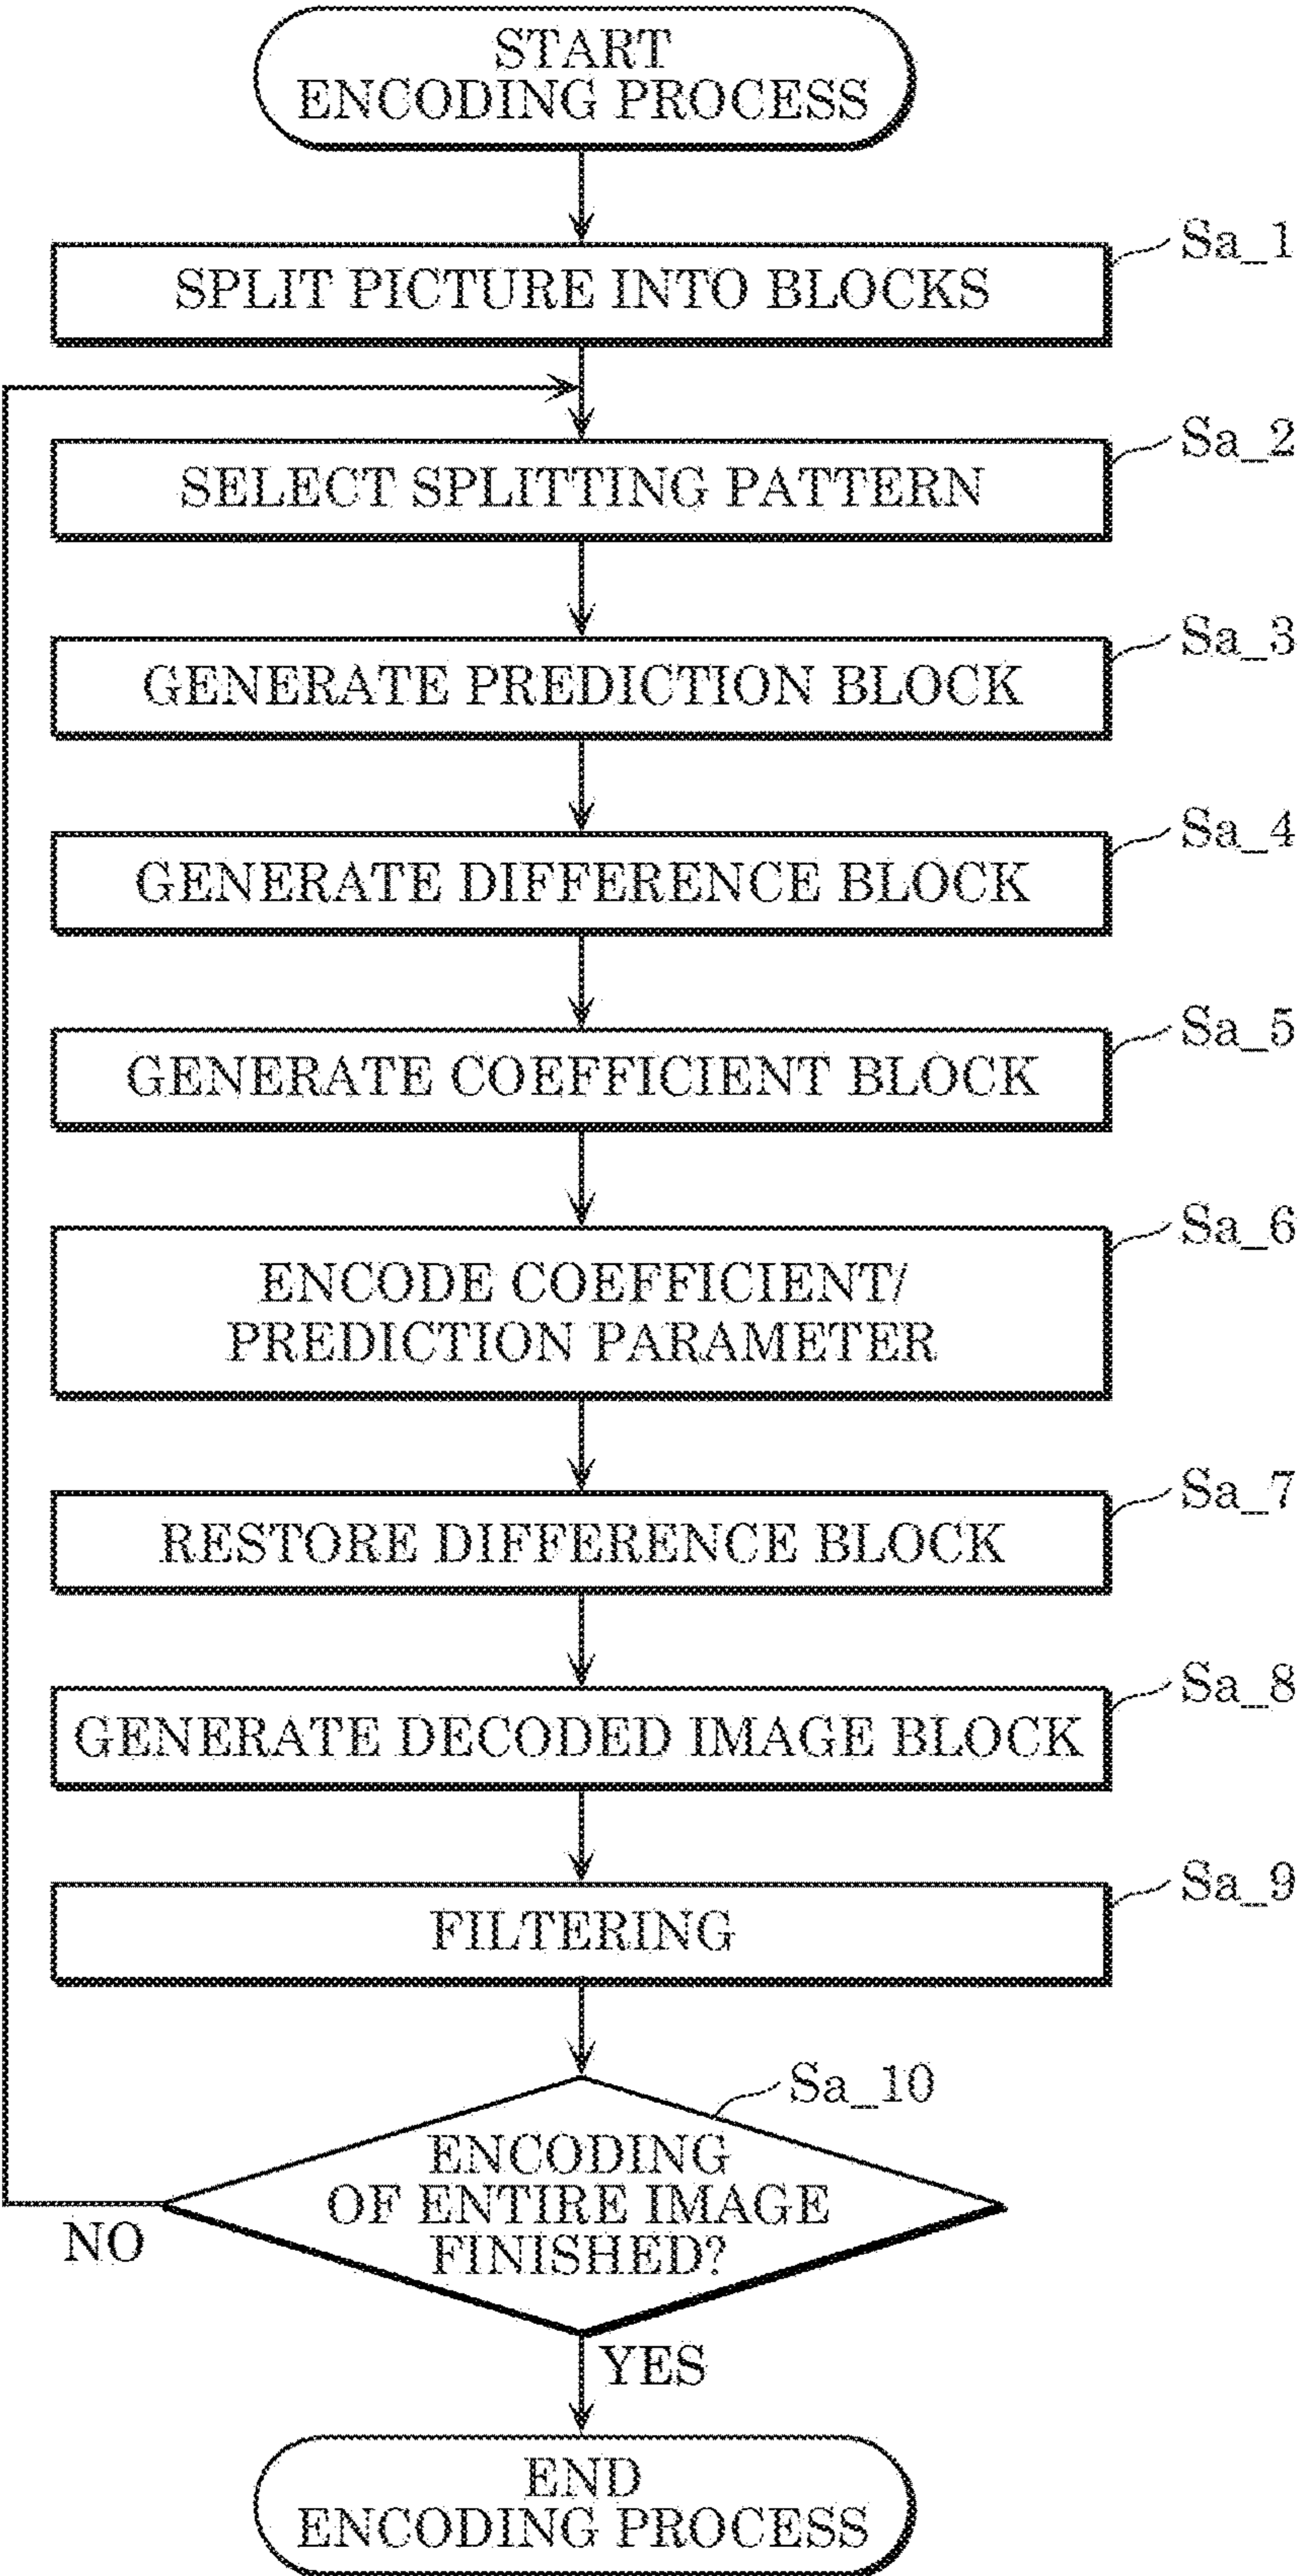 START
ENCODING PROCESS
Sa_1
SPLIT PICTURE INTO BLOCKS
Sa_2
SELECT SPLITTING PATTERN
Sa_3
GENERATE PREDICTION BLOCK
Sa_4
GENERATE DIFFERENCE BLOCK
Sa_5
GENERATE COEFFICIENT BLOCK
Sa_6
ENCODE COEFFICIENT/
PREDICTION PARAMETER
Sa_7
RESTORE DIFFERENCE BLOCK
Sa_8
GENERATE DECODED IMAGE BLOCK
Sa_9
FILTERING
Sa_10
ENCODING
OF ENTIRE IMAGE
FINISHED?
NO
YES
END
ENCODING PROCESS